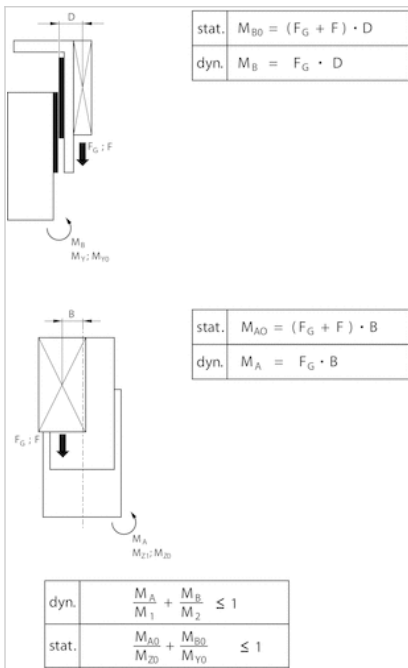 D
stat. M_B0 = (F_G + F) · D
dyn. M_B = F_G · D
F_G ; F
M_B
M_Y ; M_Y0
B
stat. M_AO = (F_G + F) · B
dyn. M_A = F_G · B
F_G ; F
M_A
M_Z1 ; M_Z0
dyn. M_A/M_1 + M_B/M_2 ≤ 1
stat. M_A0/M_Z0 + M_B0/M_Y0 ≤ 1